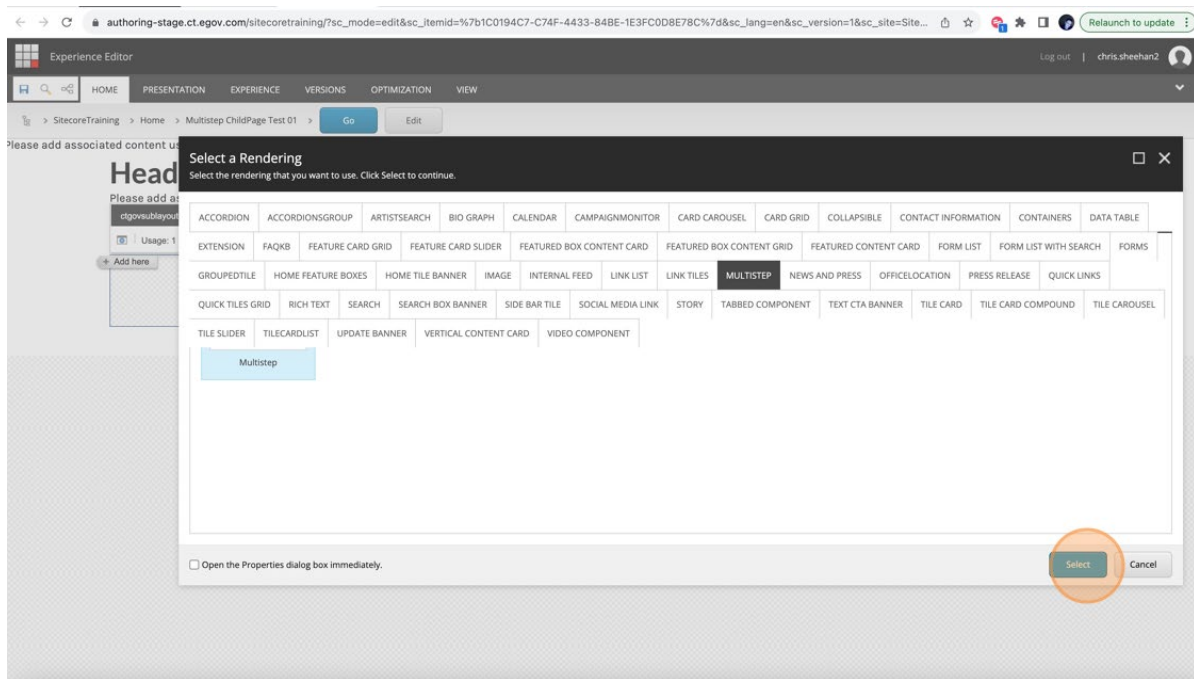 authoring-stage.ct.egov.com/sitecoretraining/?sc_mode=edit&sc_itemid=%7b1C0194C7-C74F-4433-84BE-1E3FC0D8E78C%7d&sc_lang=en&sc_version=1&sc_site=Site... Relaunch to update
Experience Editor Log out | chris.sheehan2
HOME PRESENTATION EXPERIENCE VERSIONS OPTIMIZATION VIEW
> SitecoreTraining > Home > Multistep ChildPage Test 01 > Go Edit
Please add associated content us
Head
Please add as
ctgovsublayout
Usage: 1
+ Add here
Select a Rendering
Select the rendering that you want to use. Click Select to continue.
ACCORDION ACCORDIONSGROUP ARTISTSEARCH BIO GRAPH CALENDAR CAMPAIGNMONITOR CARD CAROUSEL CARD GRID COLLAPSIBLE CONTACT INFORMATION CONTAINERS DATA TABLE
EXTENSION FAQKB FEATURE CARD GRID FEATURE CARD SLIDER FEATURED BOX CONTENT CARD FEATURED BOX CONTENT GRID FEATURED CONTENT CARD FORM LIST FORM LIST WITH SEARCH FORMS
GROUPEDTILE HOME FEATURE BOXES HOME TILE BANNER IMAGE INTERNAL FEED LINK LIST LINK TILES MULTISTEP NEWS AND PRESS OFFICELOCATION PRESS RELEASE QUICK LINKS
QUICK TILES GRID RICH TEXT SEARCH SEARCH BOX BANNER SIDE BAR TILE SOCIAL MEDIA LINK STORY TABBED COMPONENT TEXT CTA BANNER TILE CARD TILE CARD COMPOUND TILE CAROUSEL
TILE SLIDER TILECARDLIST UPDATE BANNER VERTICAL CONTENT CARD VIDEO COMPONENT
Multistep
Open the Properties dialog box immediately.
Select Cancel